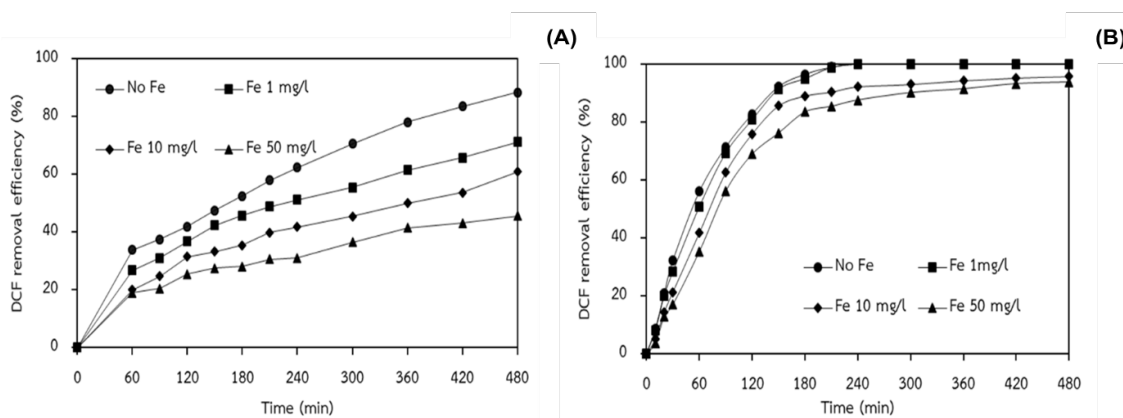 (A)
DCF removal efficiency (%)
100
80
60
40
20
0
No Fe
Fe 1 mg/l
Fe 10 mg/l
Fe 50 mg/l
0 60 120 180 240 300 360 420 480
Time (min)
(B)
DCF removal efficiency (%)
100
80
60
40
20
0
No Fe
Fe 1mg/l
Fe 10 mg/l
Fe 50 mg/l
0 60 120 180 240 300 360 420 480
Time (min)